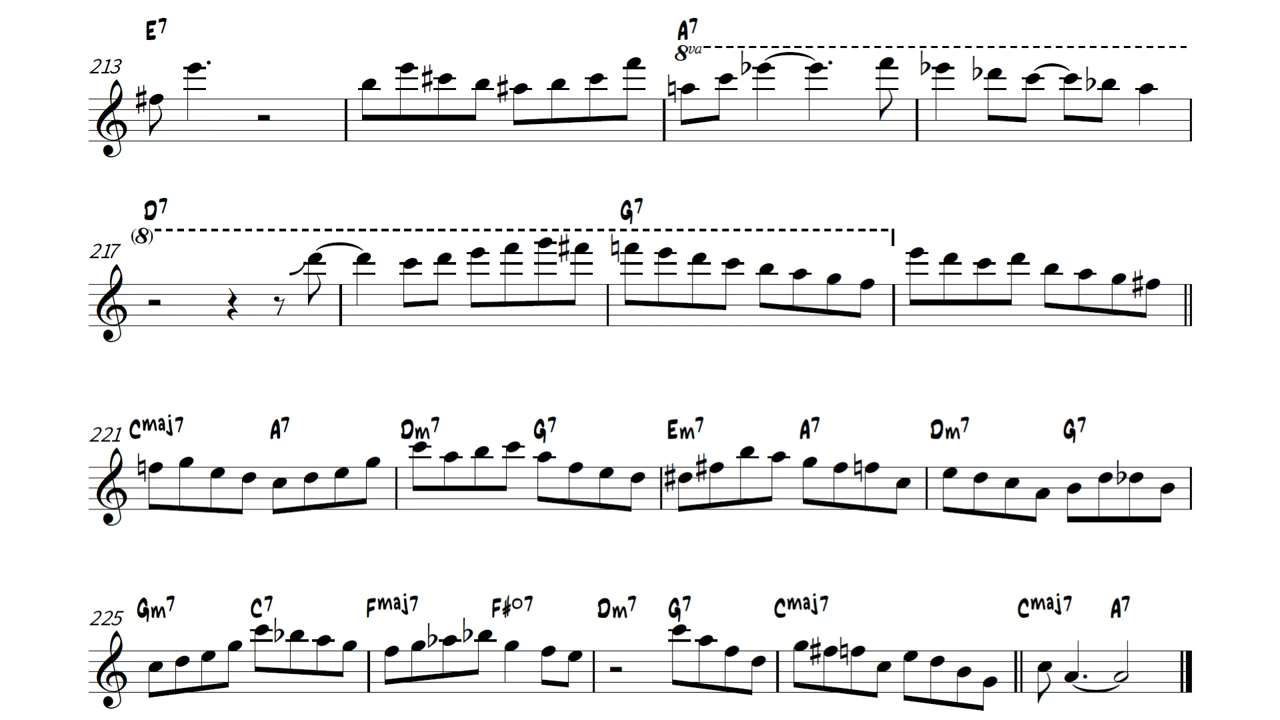 E7 A7
8va
213
D7 G7
(8)
217
Cmaj7 A7 Dm7 G7 Em7 A7 Dm7 G7
221
Gm7 C7 Fmaj7 F#o7 Dm7 G7 Cmaj7 Cmaj7 A7
225